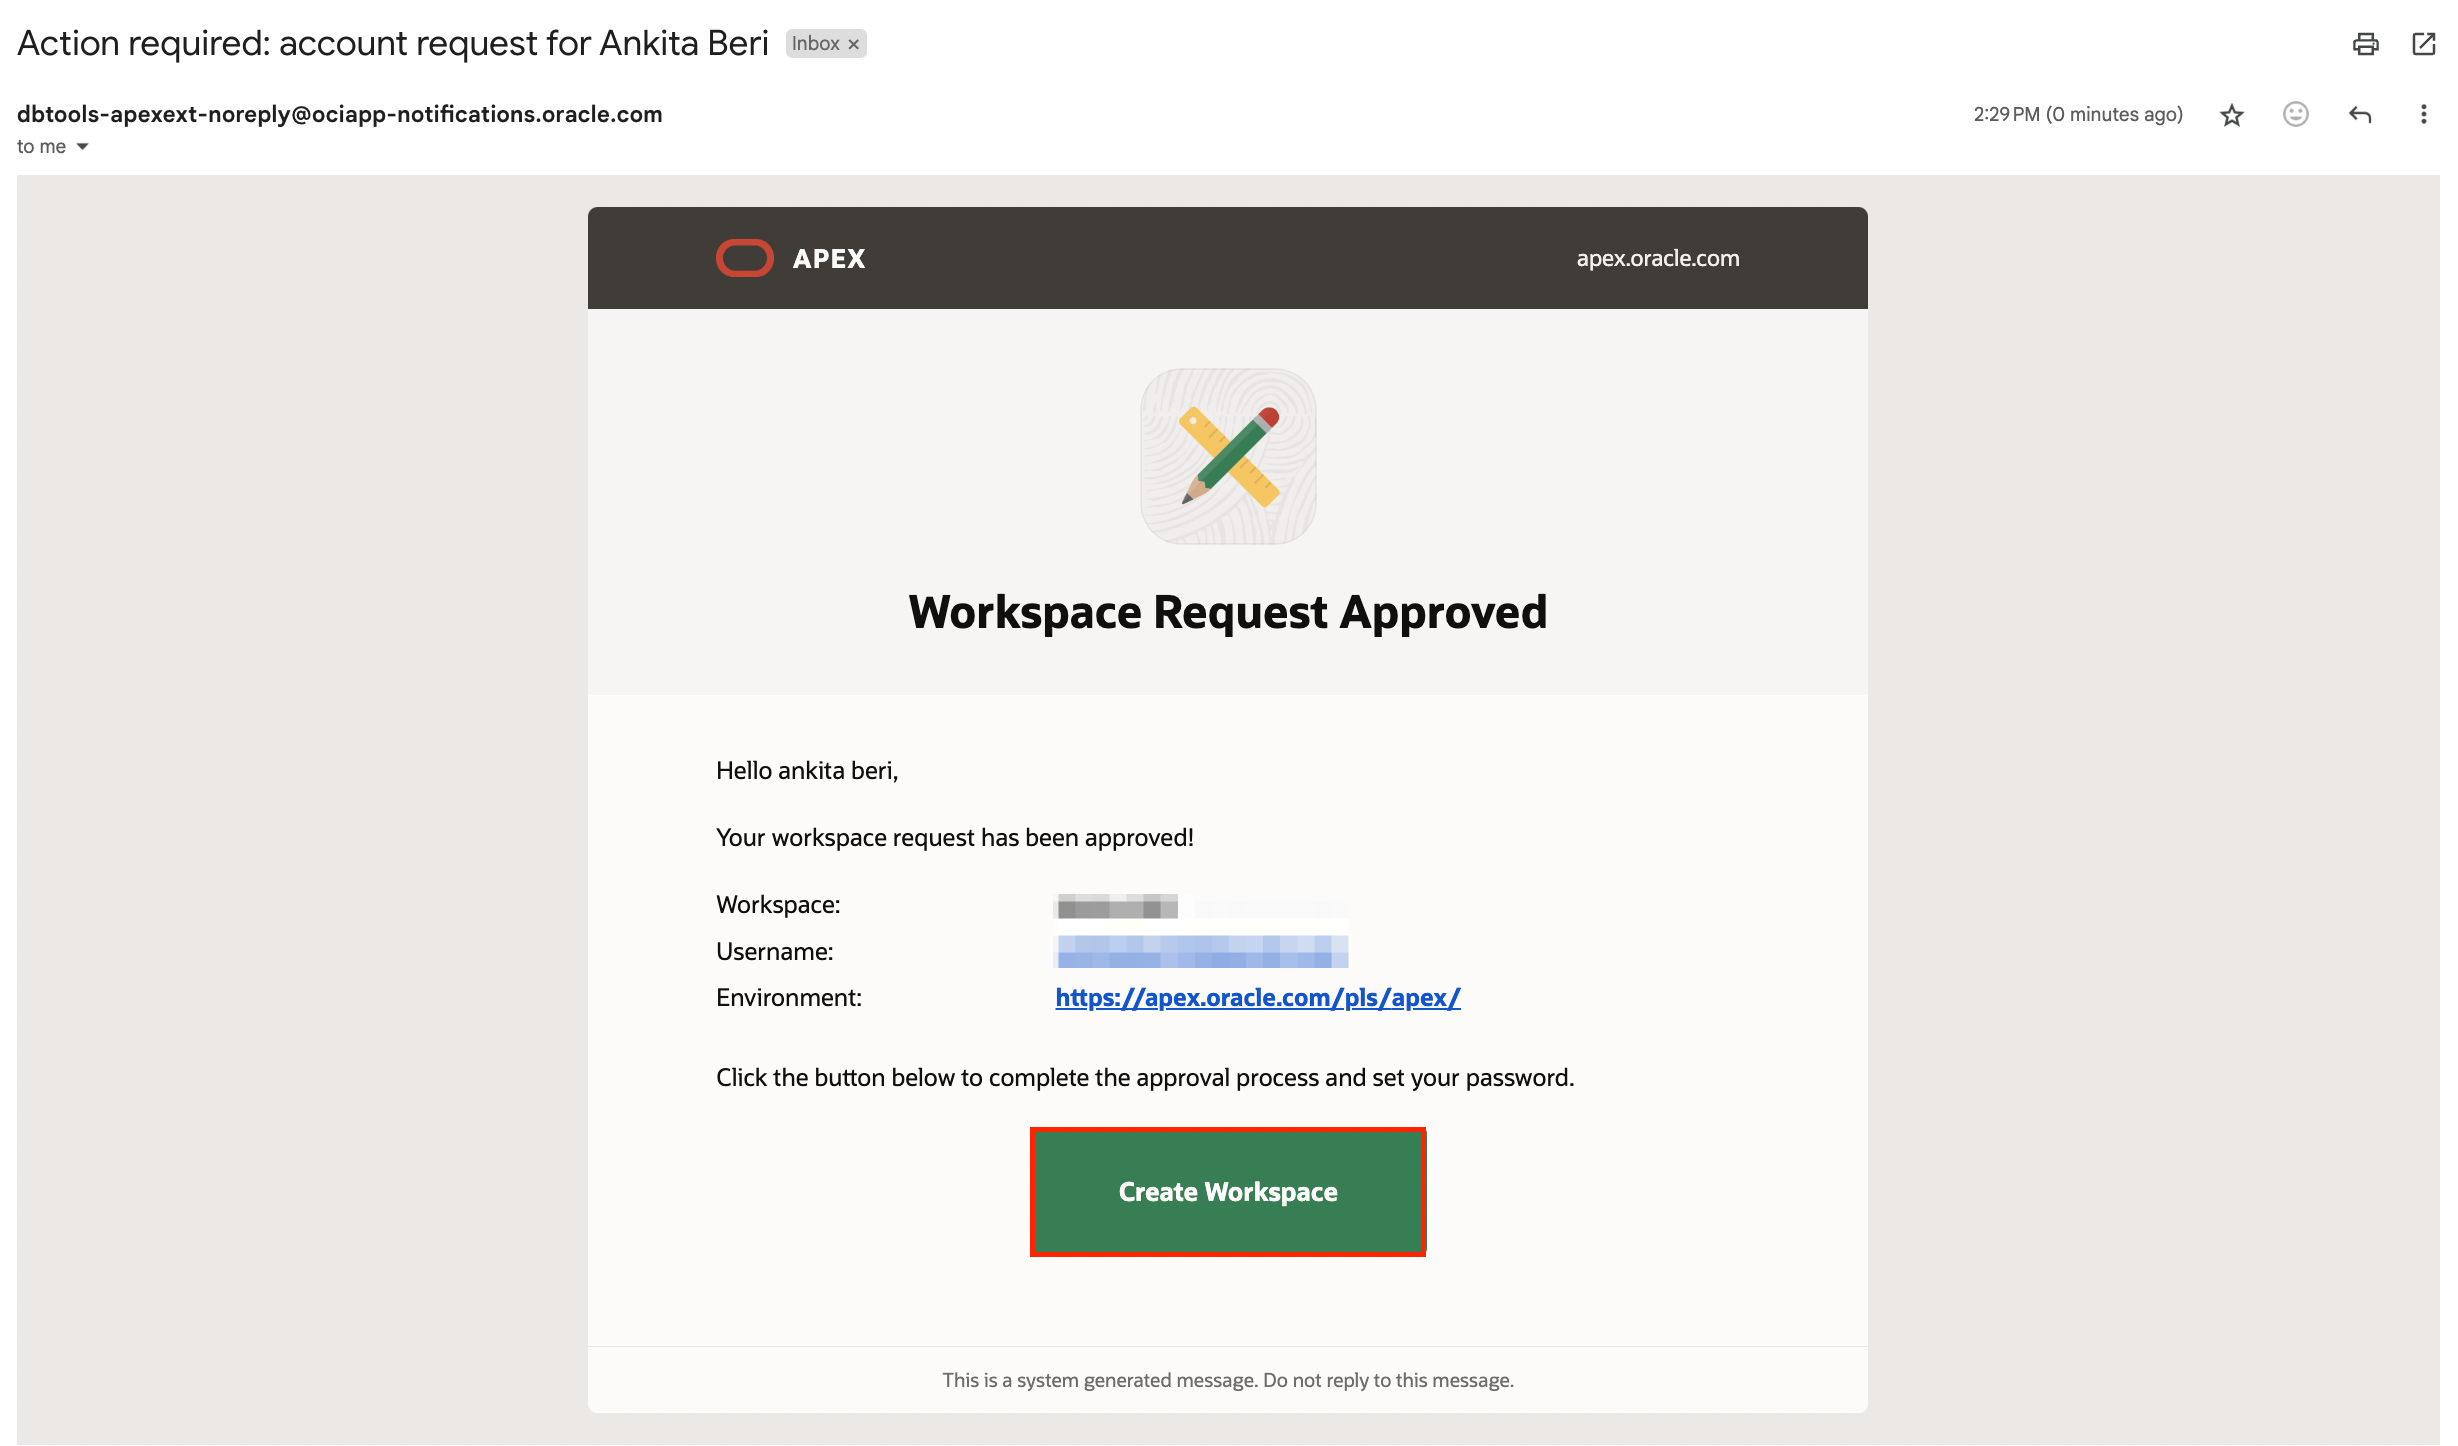 Action required: account request for Ankita Beri Inbox ×
dbtools-apexext-noreply@ociapp-notifications.oracle.com 2:29 PM (0 minutes ago)
to me
APEX apex.oracle.com
Workspace Request Approved
Hello ankita beri,
Your workspace request has been approved!
Workspace:
Username:
Environment: https://apex.oracle.com/pls/apex/
Click the button below to complete the approval process and set your password.
Create Workspace
This is a system generated message. Do not reply to this message.